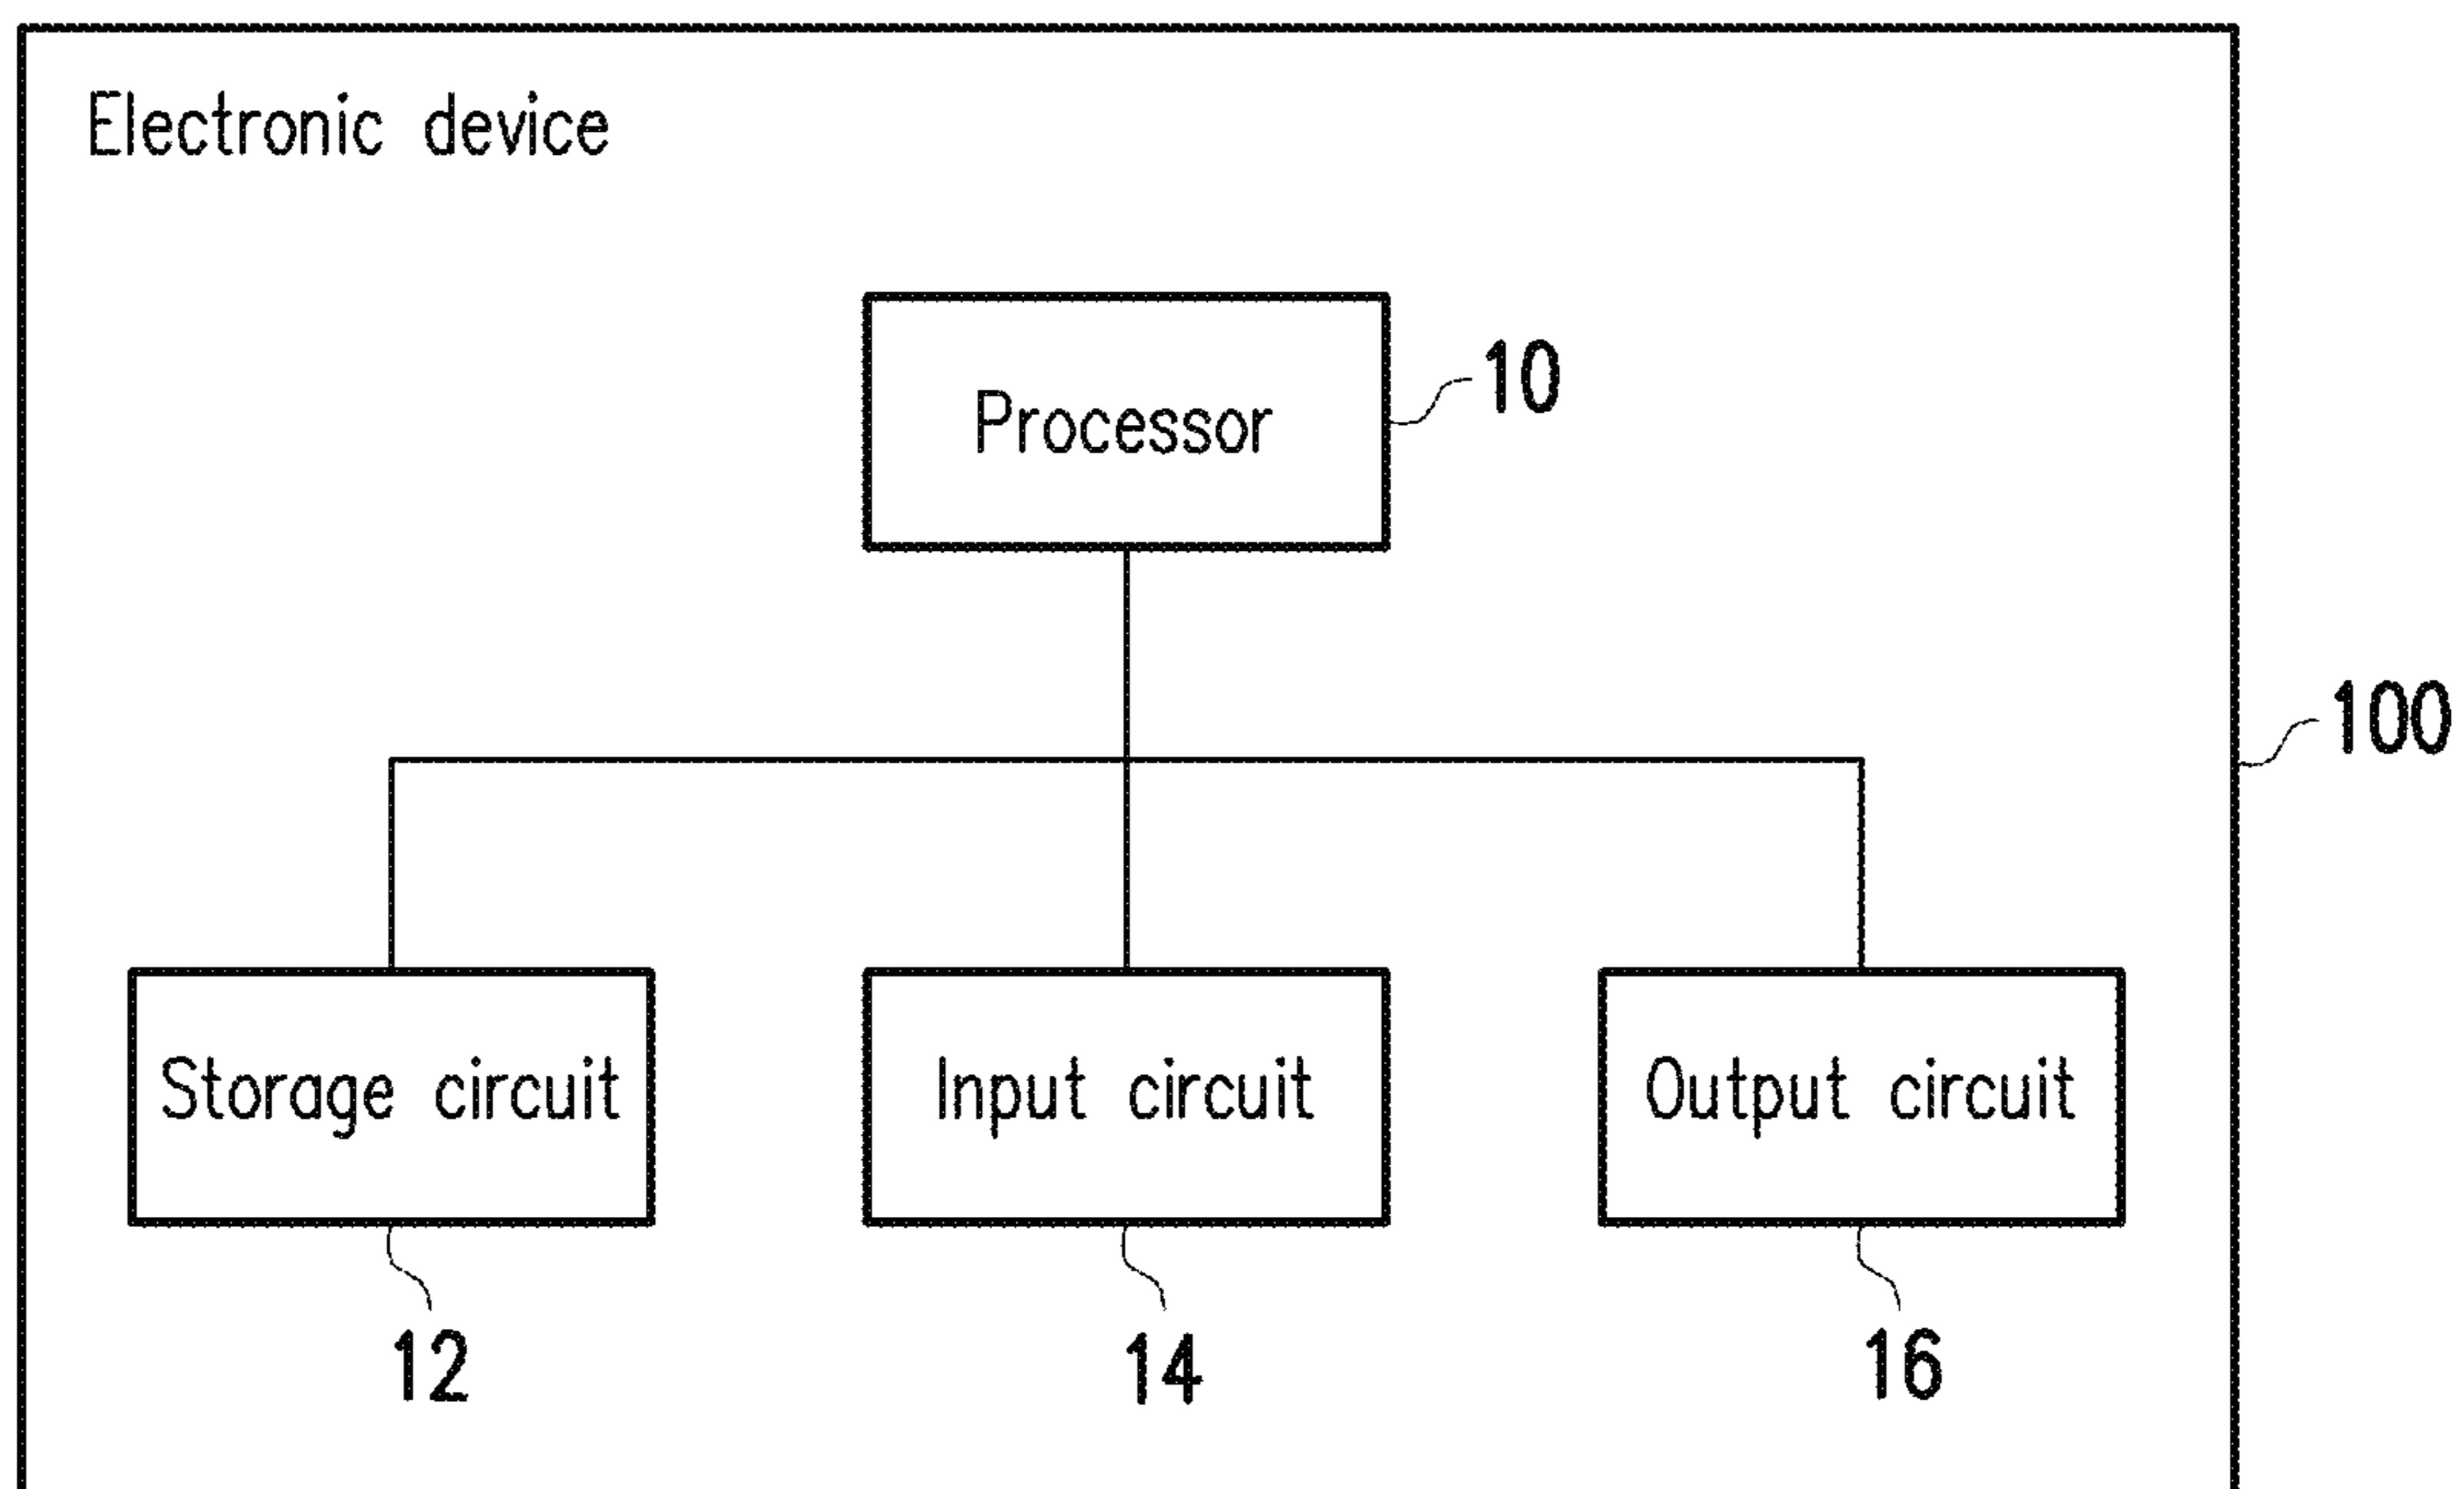 Electronic device
Processor
10
100
Storage circuit
Input circuit
Output circuit
12
14
16